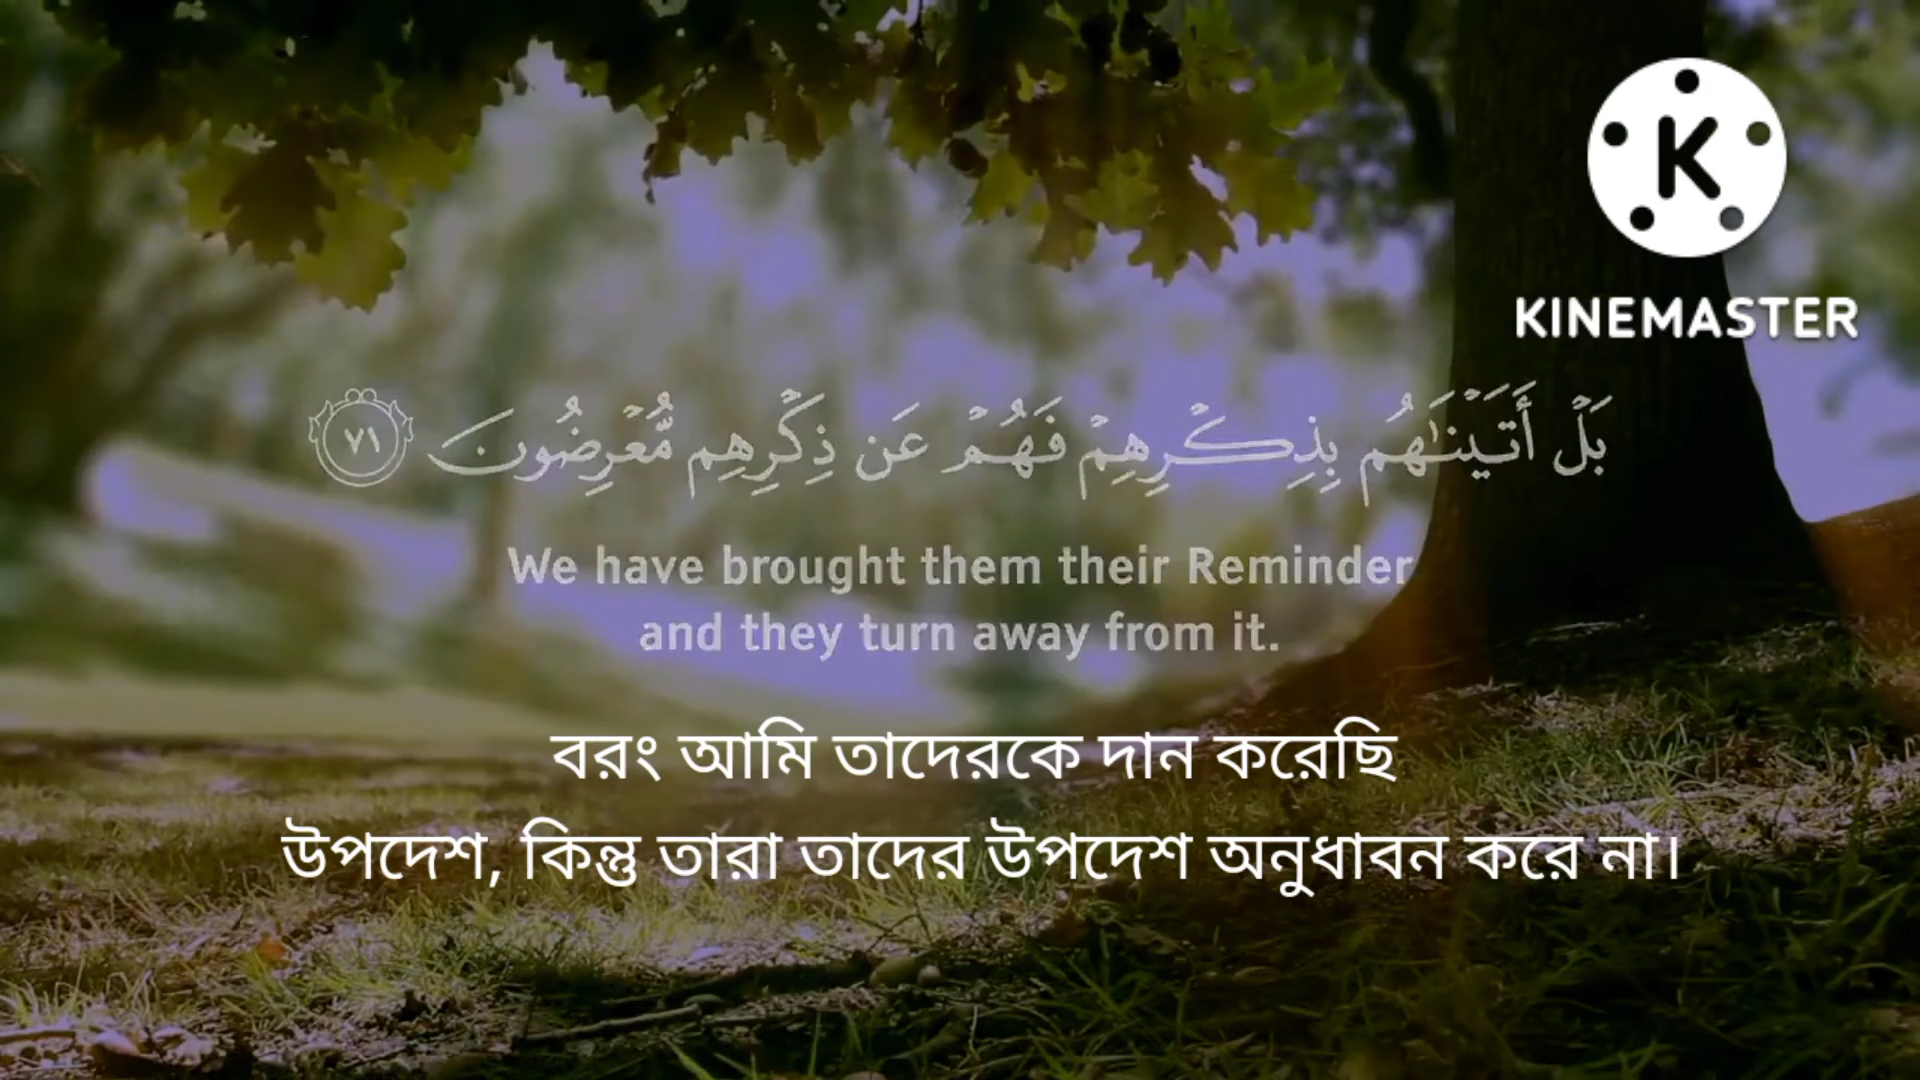 KINEMASTER
بَلْ أَتَيْنَٰهُم بِذِكْرِهِمْ فَهُمْ عَن ذِكْرِهِم مُّعْرِضُونَ ٧١
We have brought them their Reminder
and they turn away from it.
বরং আমি তাদেরকে দান করেছি
উপদেশ, কিন্তু তারা তাদের উপদেশ অনুধাবন করে না।